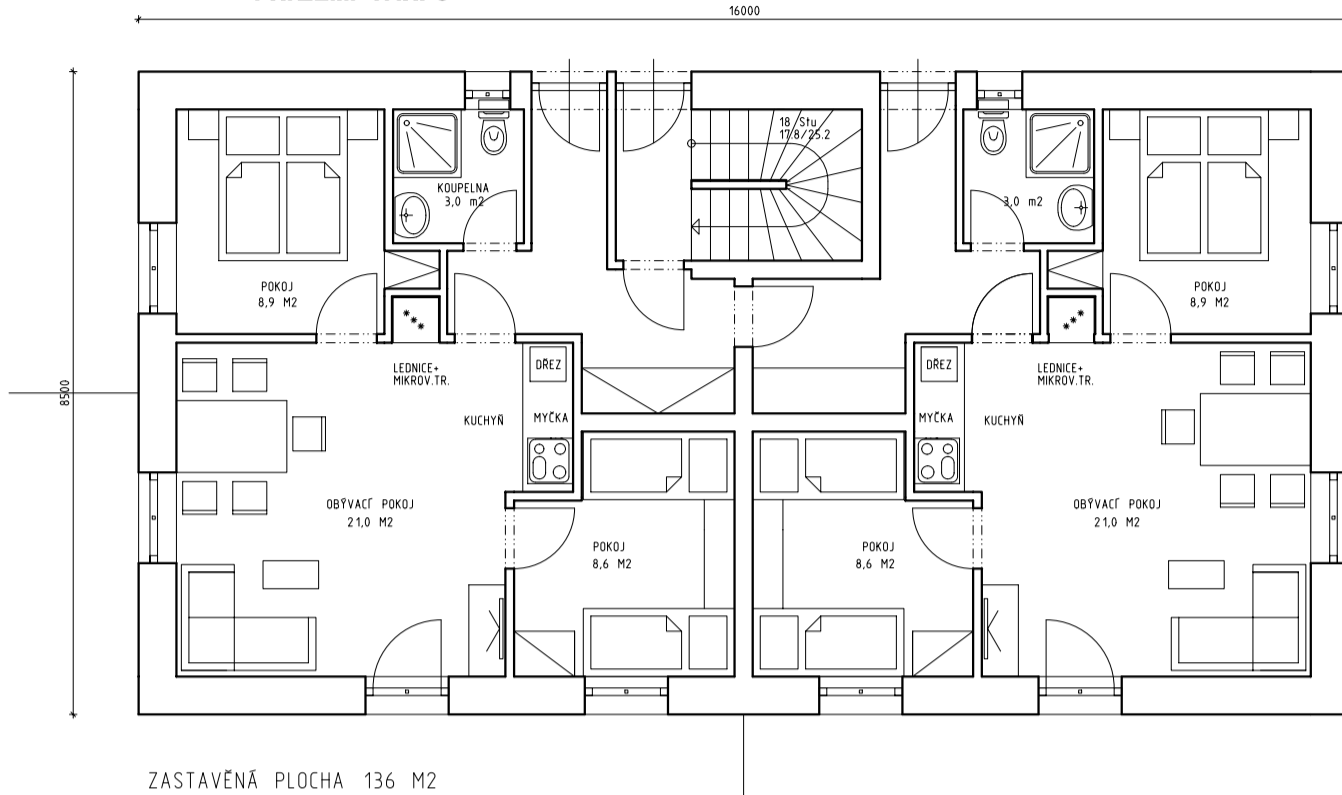 16000
18 Stu
17.8/25.2
KOUPELNA
3,0 m2
3,0 m2
POKOJ
8,9 M2
POKOJ
8,9 M2
LEDNICE+
MIKROV.TR.
DŘEZ
DŘEZ
LEDNICE+
MIKROV.TR.
8500
KUCHYŇ
MYČKA
MYČKA
KUCHYŇ
OBÝVACÍ POKOJ
21,0 M2
OBÝVACÍ POKOJ
21,0 M2
POKOJ
8,6 M2
POKOJ
8,6 M2
ZASTAVĚNÁ PLOCHA 136 M2